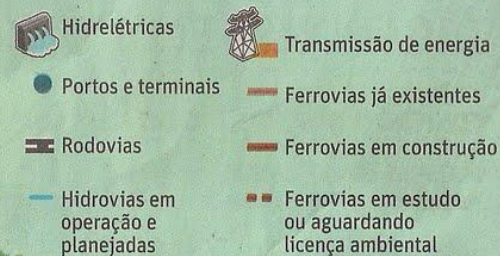 Hidrelétricas
Portos e terminais
Rodovias
Hidrovias em
operação e
planejadas
Transmissão de energia
Ferrovias já existentes
Ferrovias em construção
Ferrovias em estudo
ou aguardando
licença ambiental